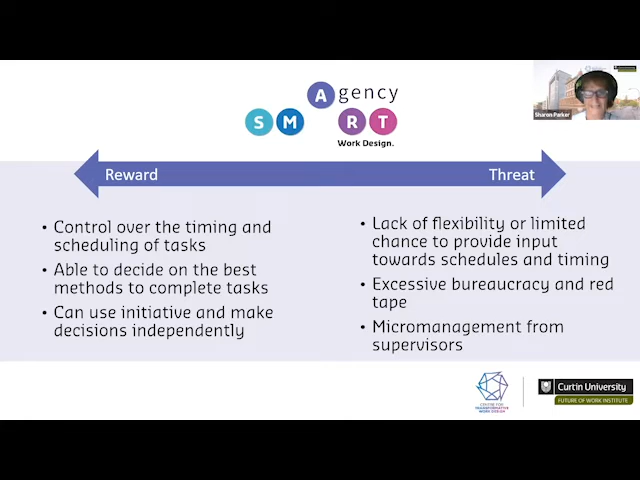 Agency
SMART
Work Design.
Sharon Parker
Reward
Threat
• Control over the timing and
scheduling of tasks
• Able to decide on the best
methods to complete tasks
• Can use initiative and make
decisions independently
• Lack of flexibility or limited
chance to provide input
towards schedules and timing
• Excessive bureaucracy and red
tape
• Micromanagement from
supervisors
CENTRE FOR
TRANSFORMATIVE
WORK DESIGN
Curtin University
FUTURE OF WORK INSTITUTE